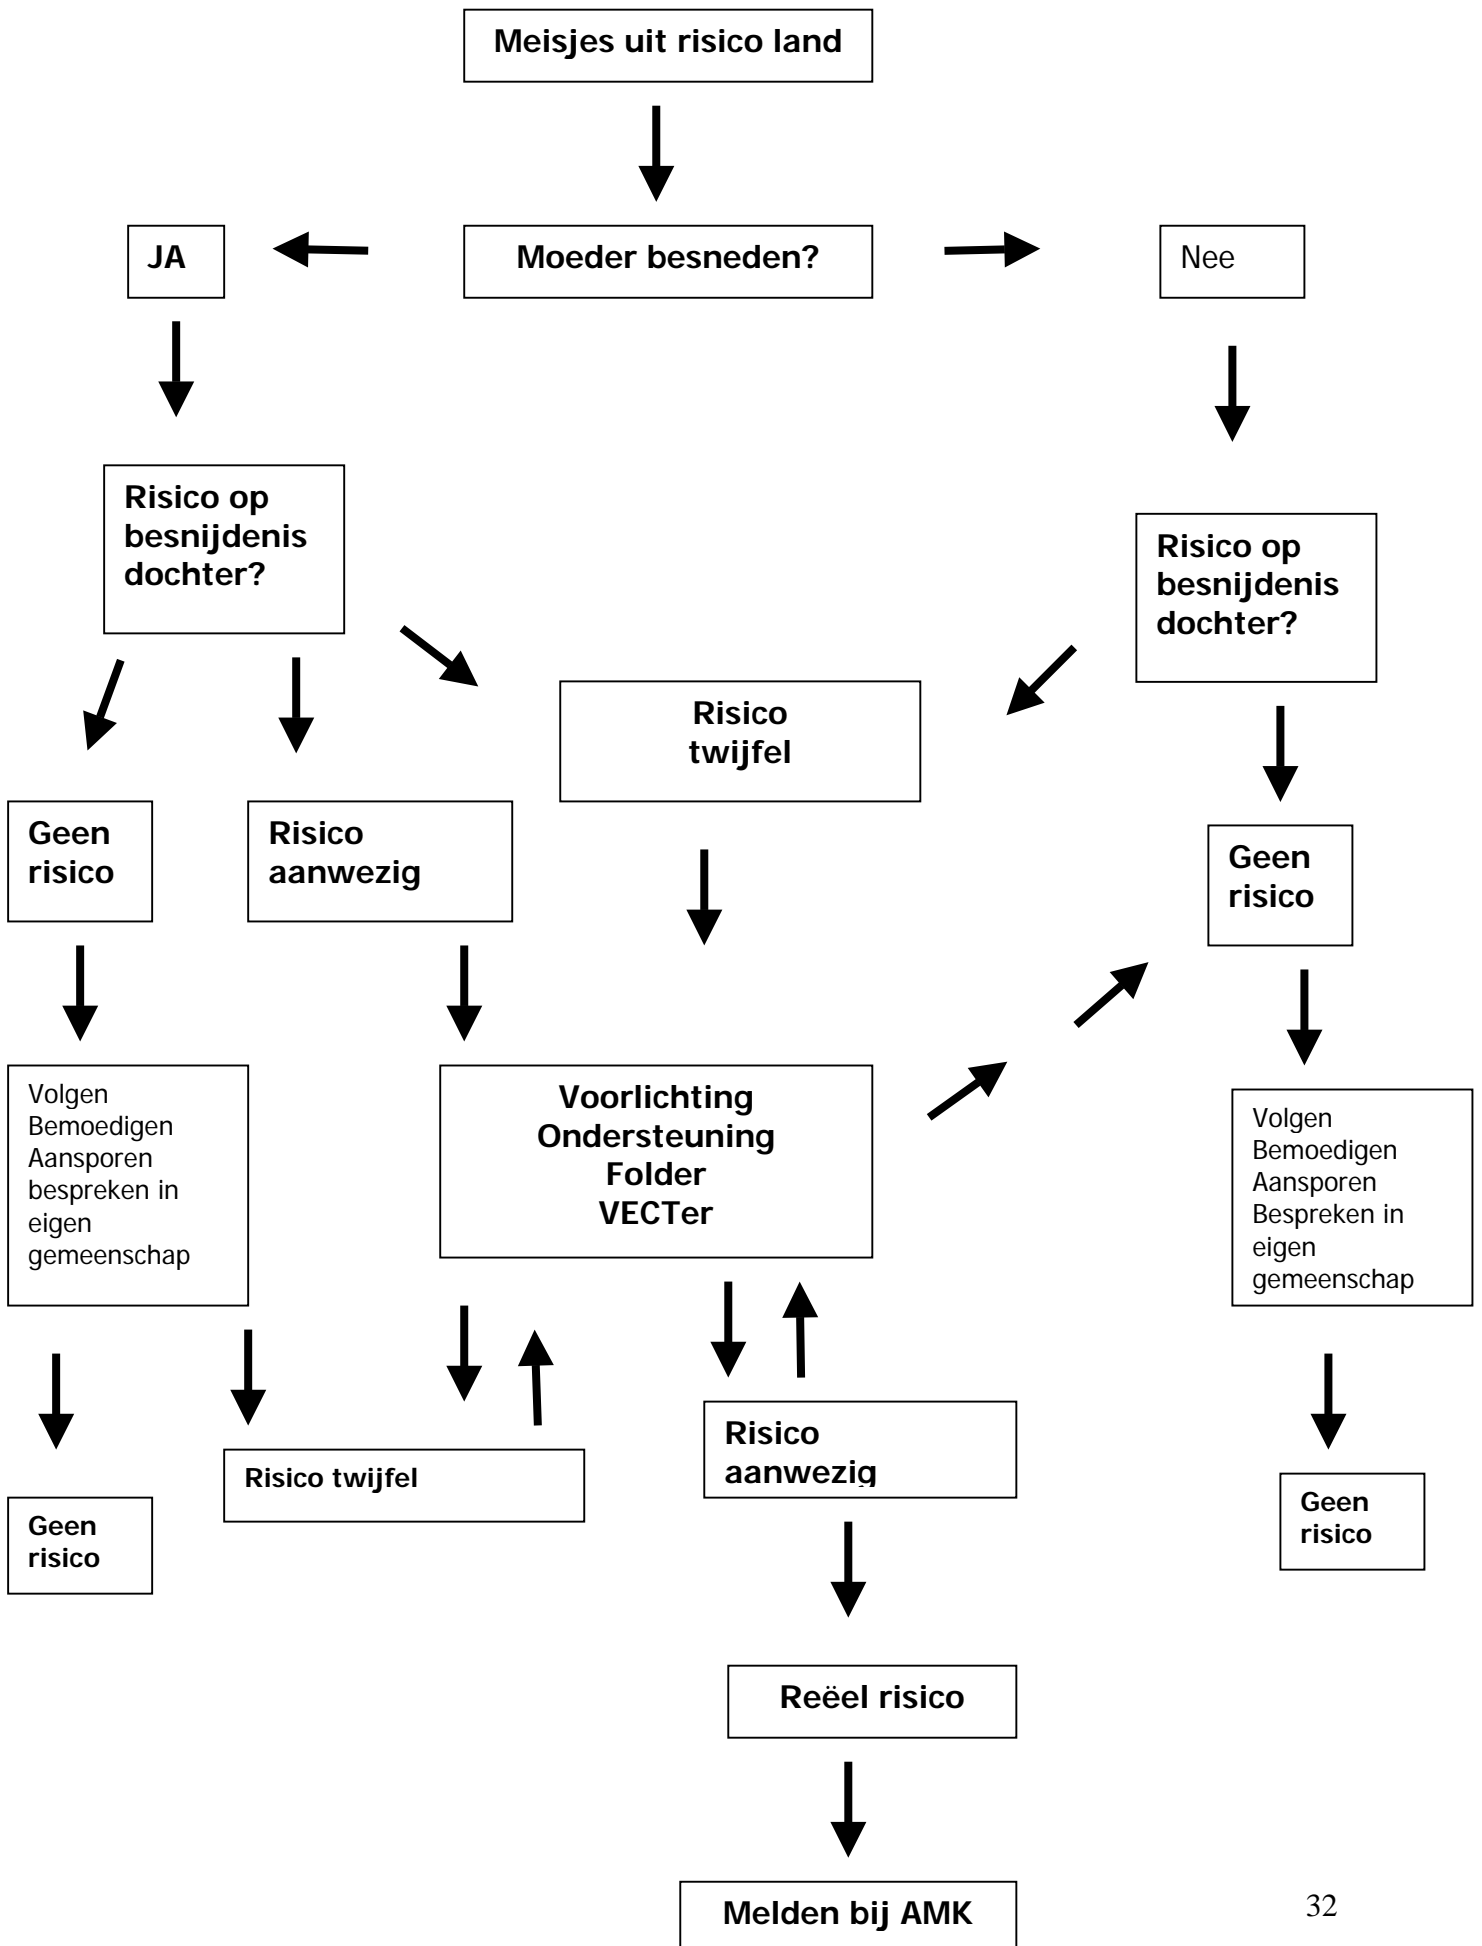 Meisjes uit risico land
JA
Moeder besneden?
Nee
Risico op
besnijdenis
dochter?
Risico op
besnijdenis
dochter?
Risico
twijfel
Geen
risico
Risico
aanwezig
Geen
risico
Volgen
Bemoedigen
Aansporen
bespreken in
eigen
gemeenschap
Voorlichting
Ondersteuning
Folder
VECTer
Volgen
Bemoedigen
Aansporen
Bespreken in
eigen
gemeenschap
Risico
aanwezig
Risico twijfel
Geen
risico
Geen
risico
Reëel risico
Melden bij AMK
32